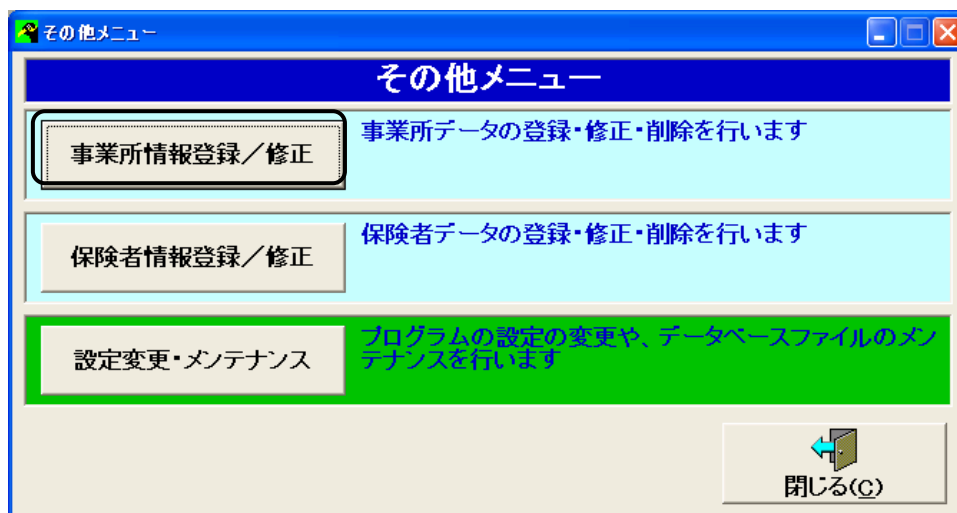 その他メニュー
その他メニュー
事業所情報登録／修正
事業所データの登録・修正・削除を行います
保険者情報登録／修正
保険者データの登録・修正・削除を行います
設定変更・メンテナンス
プログラムの設定の変更や、データベースファイルのメン
テナンスを行います
閉じる(C)